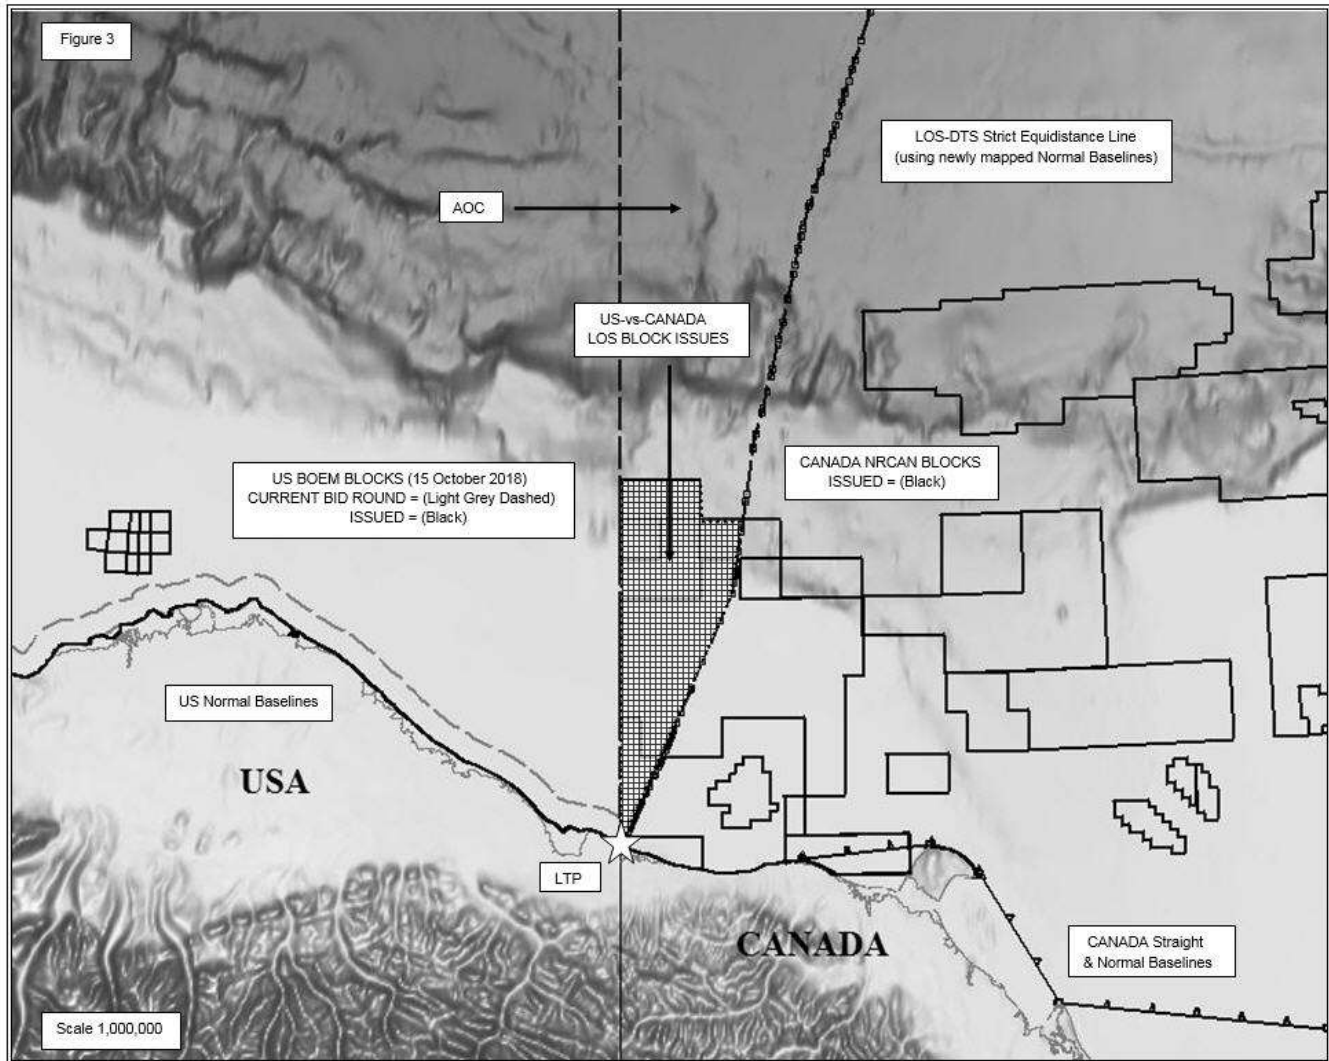 Figure 3
LOS-DTS Strict Equidistance Line
(using newly mapped Normal Baselines)
AOC
US-vs-CANADA
LOS BLOCK ISSUES
US BOEM BLOCKS (15 October 2018)
CURRENT BID ROUND = (Light Grey Dashed)
ISSUED = (Black)
CANADA NRCAN BLOCKS
ISSUED = (Black)
US Normal Baselines
USA
LTP
CANADA
CANADA Straight
& Normal Baselines
Scale 1,000,000